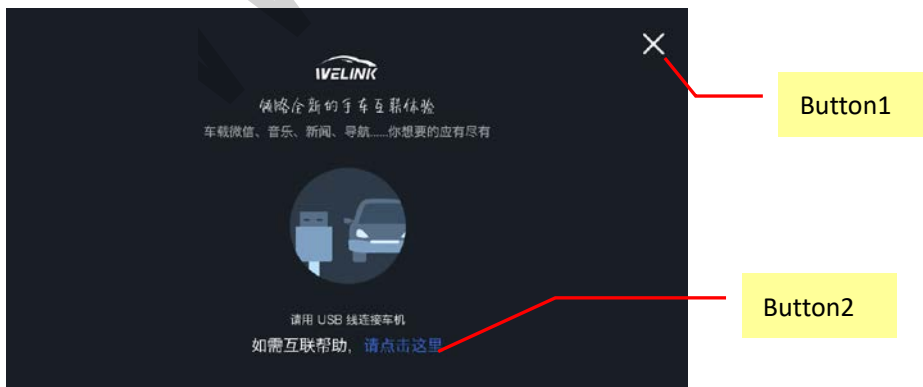 WELINK
领略全新的手车互联体验
车载微信、音乐、新闻、导航......你想要的应有尽有
请用 USB 线连接车机
如需互联帮助，请点击这里
Button1
Button2